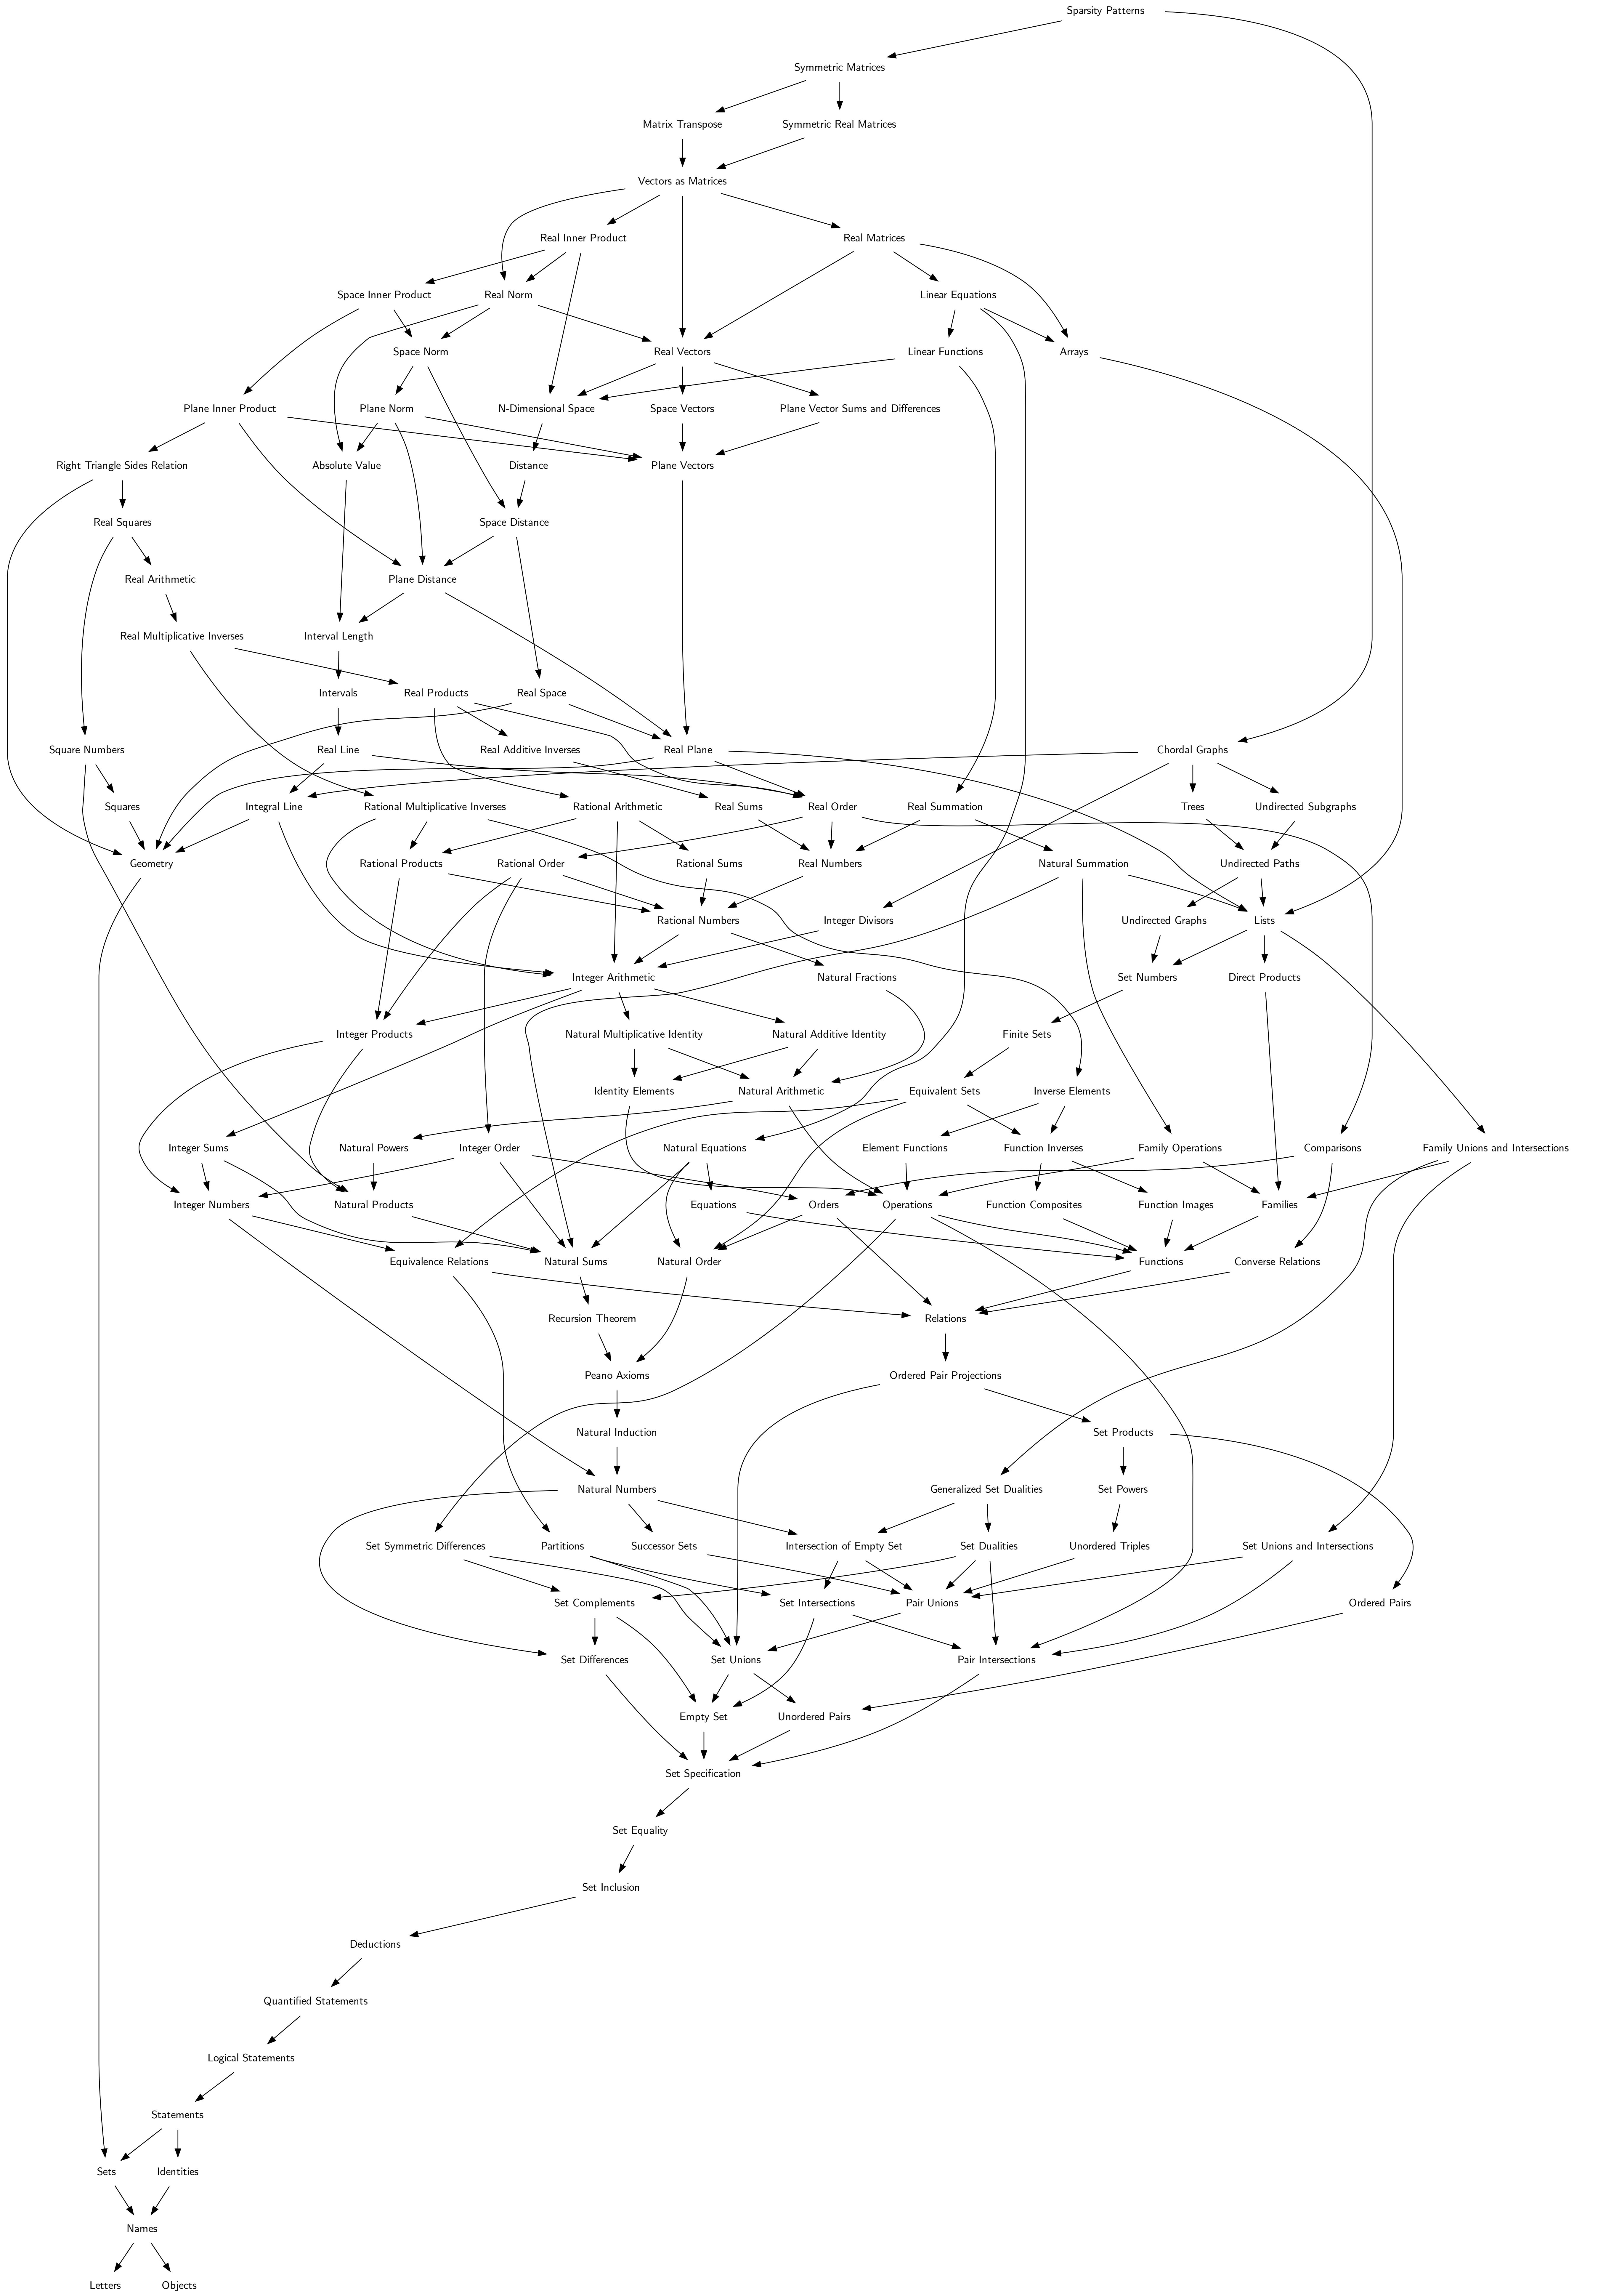 Sparsity Patterns
Symmetric Matrices
Matrix Transpose
Symmetric Real Matrices
Vectors as Matrices
Real Inner Product
Real Matrices
Space Inner Product
Real Norm
Linear Equations
Space Norm
Real Vectors
Linear Functions
Arrays
Plane Inner Product
Plane Norm
N-Dimensional Space
Space Vectors
Plane Vector Sums and Differences
Right Triangle Sides Relation
Absolute Value
Distance
Plane Vectors
Real Squares
Space Distance
Real Arithmetic
Plane Distance
Real Multiplicative Inverses
Interval Length
Intervals
Real Products
Real Space
Square Numbers
Real Line
Real Additive Inverses
Real Plane
Chordal Graphs
Squares
Integral Line
Rational Multiplicative Inverses
Rational Arithmetic
Real Sums
Real Order
Real Summation
Trees
Undirected Subgraphs
Geometry
Rational Products
Rational Order
Rational Sums
Real Numbers
Natural Summation
Undirected Paths
Rational Numbers
Integer Divisors
Undirected Graphs
Lists
Integer Arithmetic
Natural Fractions
Set Numbers
Direct Products
Integer Products
Natural Multiplicative Identity
Natural Additive Identity
Finite Sets
Identity Elements
Natural Arithmetic
Equivalent Sets
Inverse Elements
Integer Sums
Natural Powers
Integer Order
Natural Equations
Element Functions
Function Inverses
Family Operations
Comparisons
Family Unions and Intersections
Integer Numbers
Natural Products
Equations
Orders
Operations
Function Composites
Function Images
Families
Equivalence Relations
Natural Sums
Natural Order
Functions
Converse Relations
Recursion Theorem
Relations
Peano Axioms
Ordered Pair Projections
Natural Induction
Set Products
Natural Numbers
Generalized Set Dualities
Set Powers
Set Symmetric Differences
Partitions
Successor Sets
Intersection of Empty Set
Set Dualities
Unordered Triples
Set Unions and Intersections
Set Complements
Set Intersections
Pair Unions
Ordered Pairs
Set Differences
Set Unions
Pair Intersections
Empty Set
Unordered Pairs
Set Specification
Set Equality
Set Inclusion
Deductions
Quantified Statements
Logical Statements
Statements
Sets
Identities
Names
Letters
Objects